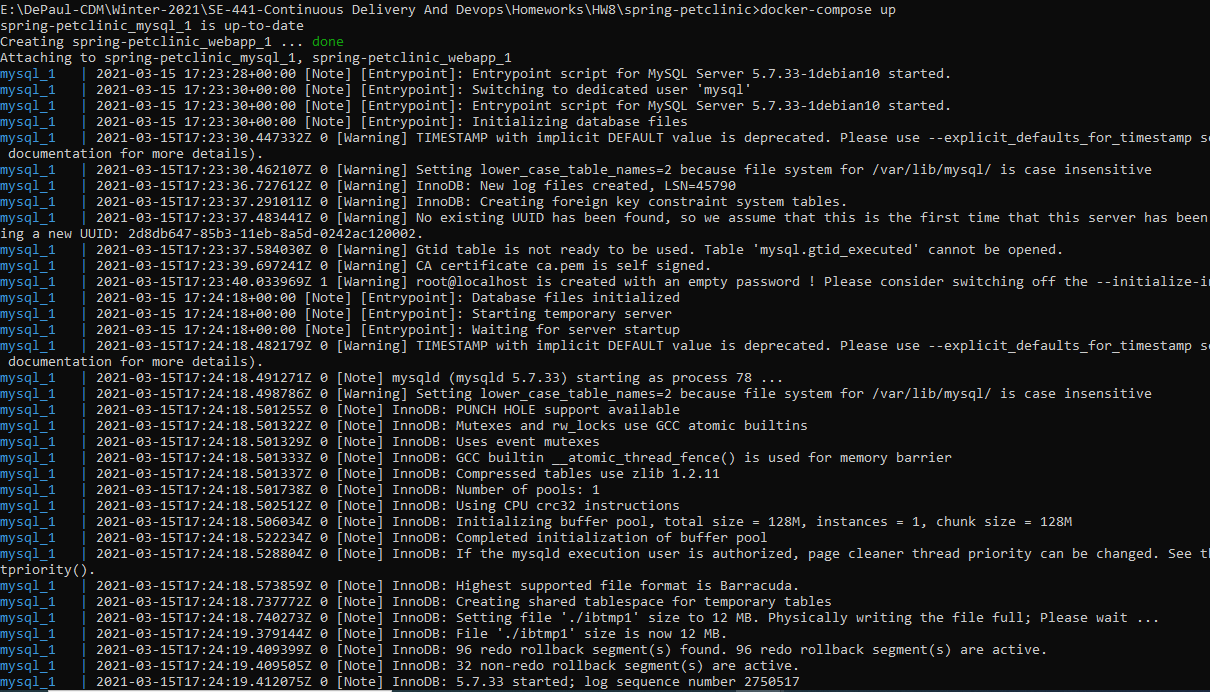 E:\DePaul-CDM\Winter-2021\SE-441-Continuous Delivery And Devops\Homeworks\HW8\spring-petclinic>docker-compose up
spring-petclinic_mysql_1 is up-to-date
Creating spring-petclinic_webapp_1 ... done
Attaching to spring-petclinic_mysql_1, spring-petclinic_webapp_1
mysql_1   | 2021-03-15 17:23:28+00:00 [Note] [Entrypoint]: Entrypoint script for MySQL Server 5.7.33-1debian10 started.
mysql_1   | 2021-03-15 17:23:30+00:00 [Note] [Entrypoint]: Switching to dedicated user 'mysql'
mysql_1   | 2021-03-15 17:23:30+00:00 [Note] [Entrypoint]: Entrypoint script for MySQL Server 5.7.33-1debian10 started.
mysql_1   | 2021-03-15 17:23:30+00:00 [Note] [Entrypoint]: Initializing database files
mysql_1   | 2021-03-15T17:23:30.447332Z 0 [Warning] TIMESTAMP with implicit DEFAULT value is deprecated. Please use --explicit_defaults_for_timestamp se
 documentation for more details).
mysql_1   | 2021-03-15T17:23:30.462107Z 0 [Warning] Setting lower_case_table_names=2 because file system for /var/lib/mysql/ is case insensitive
mysql_1   | 2021-03-15T17:23:36.727612Z 0 [Warning] InnoDB: New log files created, LSN=45790
mysql_1   | 2021-03-15T17:23:37.291011Z 0 [Warning] InnoDB: Creating foreign key constraint system tables.
mysql_1   | 2021-03-15T17:23:37.483441Z 0 [Warning] No existing UUID has been found, so we assume that this is the first time that this server has been
ing a new UUID: 2d8db647-85b3-11eb-8a5d-0242ac120002.
mysql_1   | 2021-03-15T17:23:37.584030Z 0 [Warning] Gtid table is not ready to be used. Table 'mysql.gtid_executed' cannot be opened.
mysql_1   | 2021-03-15T17:23:39.697241Z 0 [Warning] CA certificate ca.pem is self signed.
mysql_1   | 2021-03-15T17:23:40.033969Z 1 [Warning] root@localhost is created with an empty password ! Please consider switching off the --initialize-in
mysql_1   | 2021-03-15 17:24:18+00:00 [Note] [Entrypoint]: Database files initialized
mysql_1   | 2021-03-15 17:24:18+00:00 [Note] [Entrypoint]: Starting temporary server
mysql_1   | 2021-03-15 17:24:18+00:00 [Note] [Entrypoint]: Waiting for server startup
mysql_1   | 2021-03-15T17:24:18.482179Z 0 [Warning] TIMESTAMP with implicit DEFAULT value is deprecated. Please use --explicit_defaults_for_timestamp se
 documentation for more details).
mysql_1   | 2021-03-15T17:24:18.491271Z 0 [Note] mysqld (mysqld 5.7.33) starting as process 78 ...
mysql_1   | 2021-03-15T17:24:18.498786Z 0 [Warning] Setting lower_case_table_names=2 because file system for /var/lib/mysql/ is case insensitive
mysql_1   | 2021-03-15T17:24:18.501255Z 0 [Note] InnoDB: PUNCH HOLE support available
mysql_1   | 2021-03-15T17:24:18.501322Z 0 [Note] InnoDB: Mutexes and rw_locks use GCC atomic builtins
mysql_1   | 2021-03-15T17:24:18.501329Z 0 [Note] InnoDB: Uses event mutexes
mysql_1   | 2021-03-15T17:24:18.501333Z 0 [Note] InnoDB: GCC builtin __atomic_thread_fence() is used for memory barrier
mysql_1   | 2021-03-15T17:24:18.501337Z 0 [Note] InnoDB: Compressed tables use zlib 1.2.11
mysql_1   | 2021-03-15T17:24:18.501738Z 0 [Note] InnoDB: Number of pools: 1
mysql_1   | 2021-03-15T17:24:18.502512Z 0 [Note] InnoDB: Using CPU crc32 instructions
mysql_1   | 2021-03-15T17:24:18.506034Z 0 [Note] InnoDB: Initializing buffer pool, total size = 128M, instances = 1, chunk size = 128M
mysql_1   | 2021-03-15T17:24:18.522234Z 0 [Note] InnoDB: Completed initialization of buffer pool
mysql_1   | 2021-03-15T17:24:18.528804Z 0 [Note] InnoDB: If the mysqld execution user is authorized, page cleaner thread priority can be changed. See th
tpriority().
mysql_1   | 2021-03-15T17:24:18.573859Z 0 [Note] InnoDB: Highest supported file format is Barracuda.
mysql_1   | 2021-03-15T17:24:18.737772Z 0 [Note] InnoDB: Creating shared tablespace for temporary tables
mysql_1   | 2021-03-15T17:24:18.740273Z 0 [Note] InnoDB: Setting file './ibtmp1' size to 12 MB. Physically writing the file full; Please wait ...
mysql_1   | 2021-03-15T17:24:19.379144Z 0 [Note] InnoDB: File './ibtmp1' size is now 12 MB.
mysql_1   | 2021-03-15T17:24:19.409399Z 0 [Note] InnoDB: 96 redo rollback segment(s) found. 96 redo rollback segment(s) are active.
mysql_1   | 2021-03-15T17:24:19.409505Z 0 [Note] InnoDB: 32 non-redo rollback segment(s) are active.
mysql_1   | 2021-03-15T17:24:19.412075Z 0 [Note] InnoDB: 5.7.33 started; log sequence number 2750517